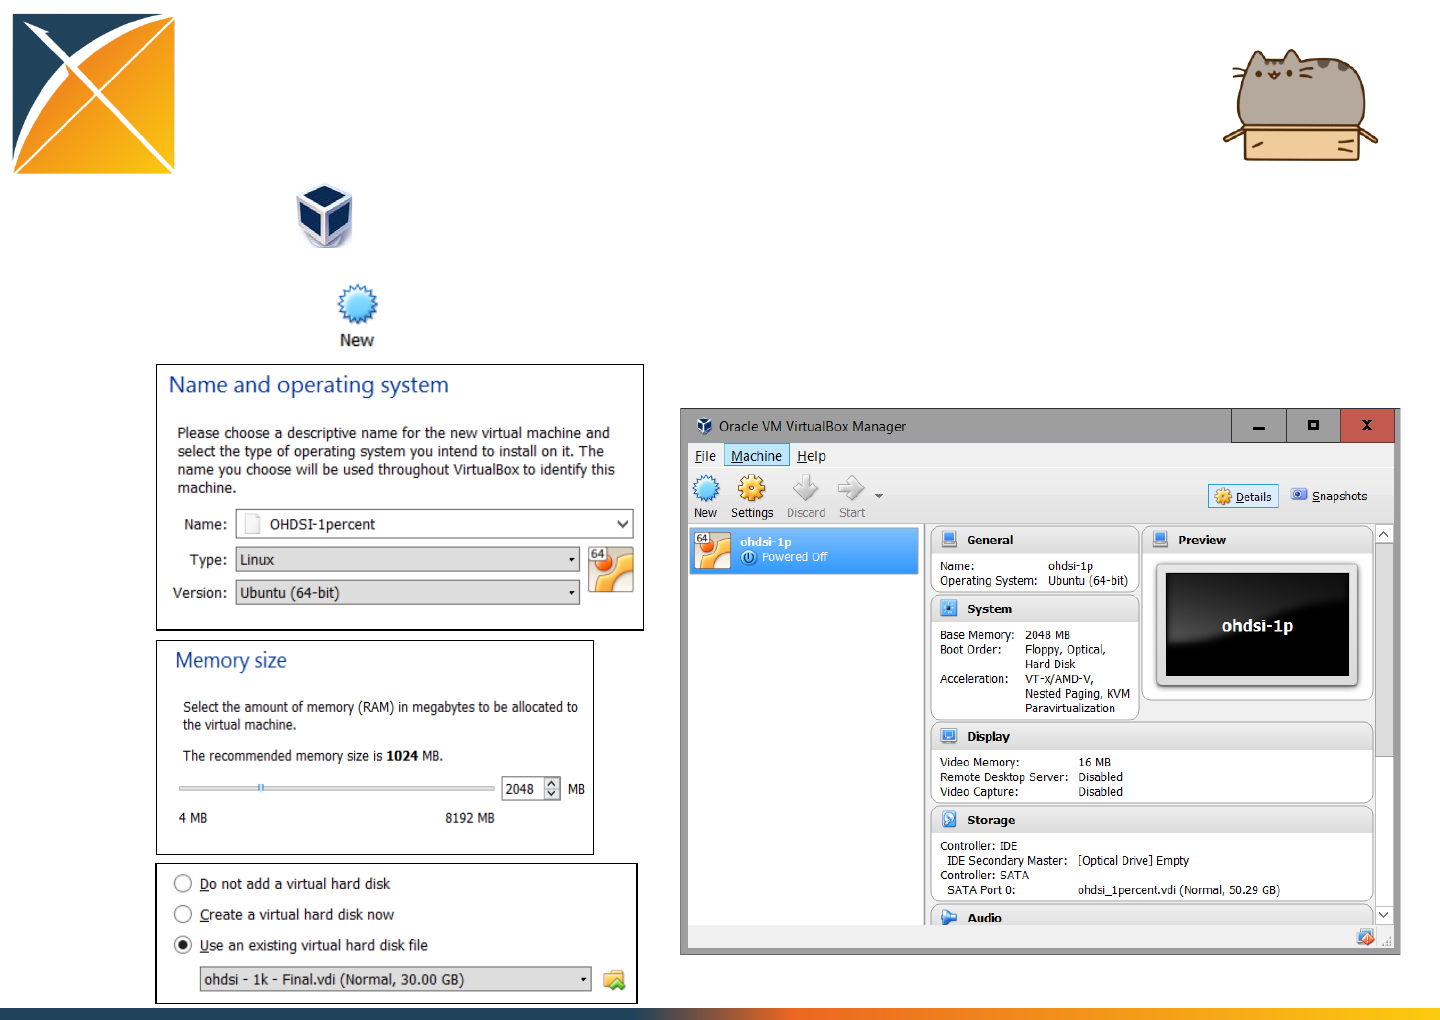 New
Name and operating system
Please choose a descriptive name for the new virtual machine and
select the type of operating system you intend to install on it. The
name you choose will be used throughout VirtualBox to identify this
machine.
Name: OHDSI-1percent
Type: Linux
64
Version: Ubuntu (64-bit)
Memory size
Select the amount of memory (RAM) in megabytes to be allocated to
the virtual machine.
The recommended memory size is 1024 MB.
2048 MB
4 MB 8192 MB
Do not add a virtual hard disk
Create a virtual hard disk now
Use an existing virtual hard disk file
ohdsi - 1k - Final.vdi (Normal, 30.00 GB)
Oracle VM VirtualBox Manager
File Machine Help
New Settings Discard Start
Details Snapshots
64 ohdsi-1p
Powered Off
General
Name: ohdsi-1p
Operating System: Ubuntu (64-bit)
System
Base Memory: 2048 MB
Boot Order: Floppy, Optical,
Hard Disk
Acceleration: VT-x/AMD-V,
Nested Paging, KVM
Paravirtualization
Preview
ohdsi-1p
Display
Video Memory: 16 MB
Remote Desktop Server: Disabled
Video Capture: Disabled
Storage
Controller: IDE
IDE Secondary Master: [Optical Drive] Empty
Controller: SATA
SATA Port 0: ohdsi_1percent.vdi (Normal, 50.29 GB)
Audio